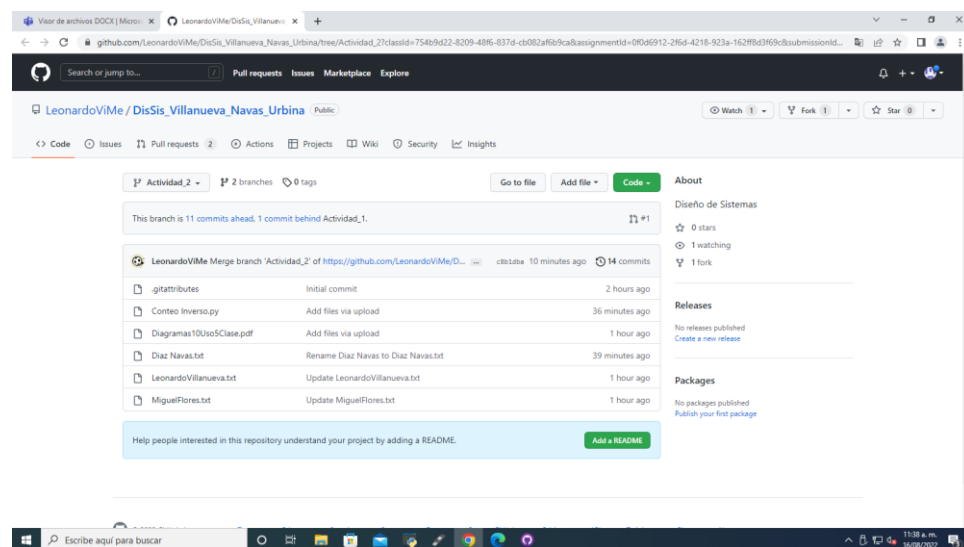 Visor de archivos DOCX | Micros
LeonardoViMe/DisSis_Villanueva
github.com/LeonardoViMe/DisSis_Villanueva_Navas_Urbina/tree/Actividad_2?classId=754b9d22-8209-48f6-837d-cb082af6b9ca&assignmentId=0f0d6912-2f6d-4218-923a-162ff8d3f69c&submissionId...
Search or jump to... / Pull requests Issues Marketplace Explore
LeonardoViMe / DisSis_Villanueva_Navas_Urbina Public Watch 1 Fork 1 Star 0
Code Issues Pull requests 2 Actions Projects Wiki Security Insights
Actividad_2 2 branches 0 tags Go to file Add file Code
This branch is 11 commits ahead, 1 commit behind Actividad_1. #1
LeonardoViMe Merge branch 'Actividad_2' of https://github.com/LeonardoViMe/D... ... c8b1dba 10 minutes ago 14 commits
.gitattributes Initial commit 2 hours ago
Conteo Inverso.py Add files via upload 36 minutes ago
Diagramas10Uso5Clase.pdf Add files via upload 1 hour ago
Diaz Navas.txt Rename Diaz Navas to Diaz Navas.txt 39 minutes ago
LeonardoVillanueva.txt Update LeonardoVillanueva.txt 1 hour ago
MiguelFlores.txt Update MiguelFlores.txt 1 hour ago
Help people interested in this repository understand your project by adding a README. Add a README
About
Diseño de Sistemas
0 stars
1 watching
1 fork
Releases
No releases published
Create a new release
Packages
No packages published
Publish your first package
Escribe aquí para buscar
11:38 a. m.
16/08/2022